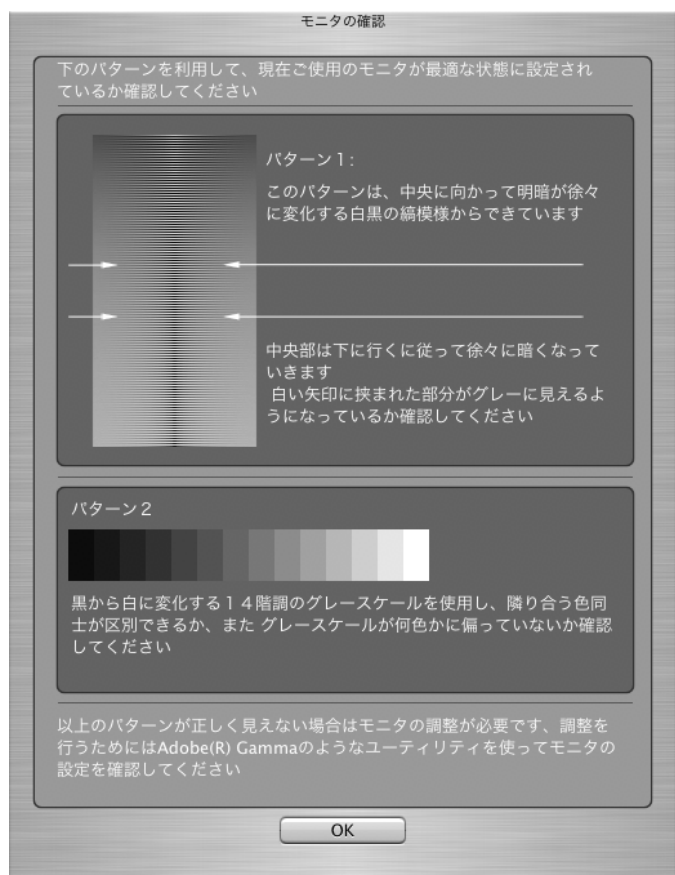 モニタの確認
下のパターンを利用して、現在ご使用のモニタが最適な状態に設定され
ているか確認してください
パターン１:
このパターンは、中央に向かって明暗が徐々
に変化する白黒の縞模様からできています
中央部は下に行くに従って徐々に暗くなって
いきます
白い矢印に挟まれた部分がグレーに見えるよ
うになっているか確認してください
パターン２
黒から白に変化する１４階調のグレースケールを使用し、隣り合う色同
士が区別できるか、また グレースケールが何色かに偏っていないか確認
してください
以上のパターンが正しく見えない場合はモニタの調整が必要です、調整を
行うためにはAdobe(R) Gammaのようなユーティリティを使ってモニタの
設定を確認してください
OK